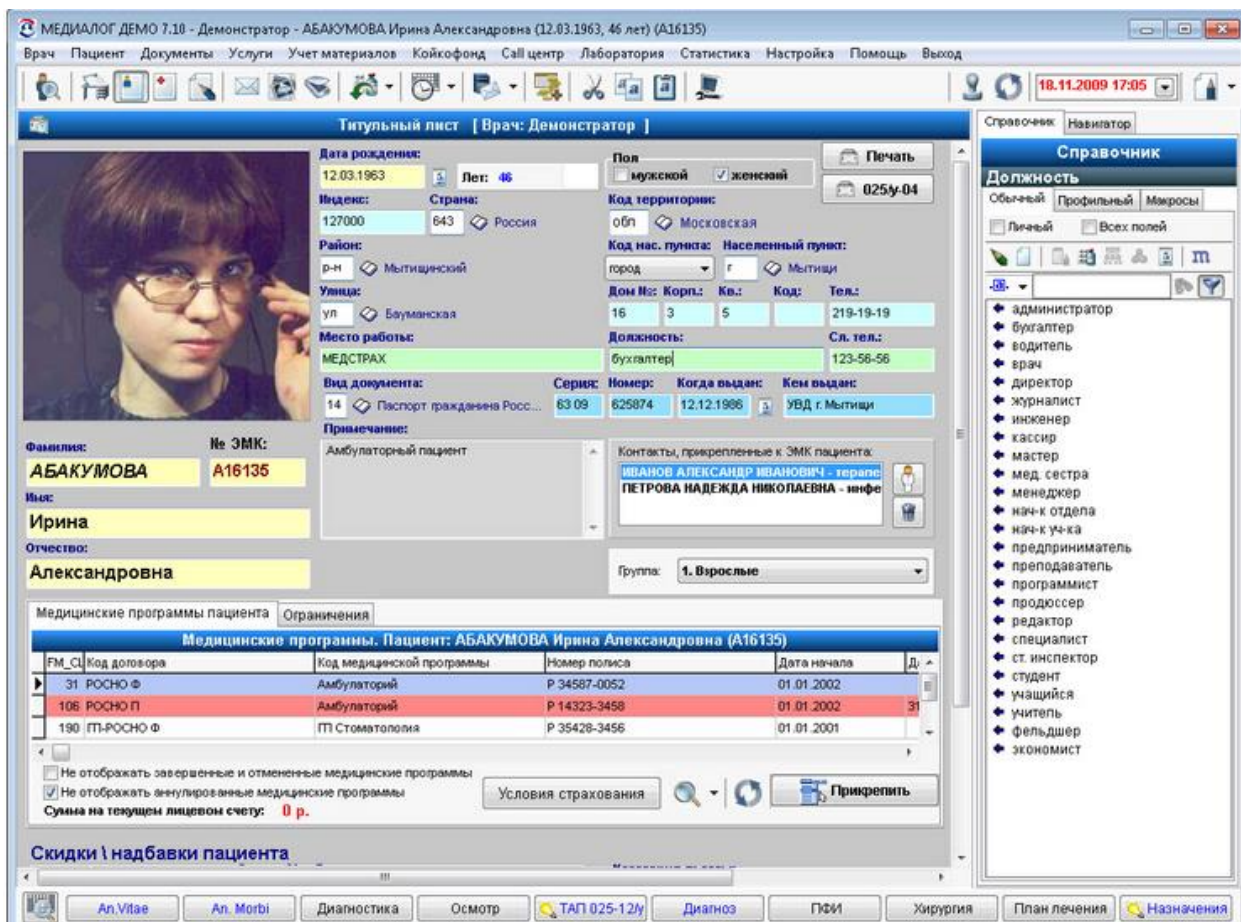 МЕДИАЛОГ ДЕМО 7.10 - Демонстратор - АБАКУМОВА Ирина Александровна (12.03.1963, 46 лет) (A16135)
Врач Пациент Документы Услуги Учет материалов Койкофонд Call центр Лаборатория Статистика Настройка Помощь Выход
18.11.2009 17:05
Титульный лист [ Врач: Демонстратор ]
Дата рождения:
12.03.1963 Лет: 46
Пол
мужской женский
Печать
025/у-04
Индекс: Страна: Код территории:
127000 643 Россия обл Московская
Район: Код нас. пункта: Населенный пункт:
р-н Мытищинский город г Мытищи
Улица: Дом №: Корп.: Кв.: Код: Тел.:
ул Бауманская 16 3 5 219-19-19
Место работы: Должность: Сл. тел.:
МЕДСТРАХ бухгалтер 123-56-56
Вид документа: Серия: Номер: Когда выдан: Кем выдан:
14 Паспорт гражданина Росс... 63 09 625874 12.12.1986 УВД г. Мытищи
Примечание:
Амбулаторный пациент
Контакты, прикрепленные к ЭМК пациента:
ИВАНОВ АЛЕКСАНДР ИВАНОВИЧ - терапе
ПЕТРОВА НАДЕЖДА НИКОЛАЕВНА - инфе
Фамилия: № ЭМК:
АБАКУМОВА A16135
Имя:
Ирина
Отчество:
Александровна
Группа: 1. Взрослые
Медицинские программы пациента Ограничения
Медицинские программы. Пациент: АБАКУМОВА Ирина Александровна (A16135)
FM_CL Код договора Код медицинской программы Номер полиса Дата начала Д
31 РОСНО Ф Амбулаторий P 34587-0052 01.01.2002
106 РОСНО П Амбулаторий P 14323-3458 01.01.2002 31
190 ГП-РОСНО Ф ГП Стоматология P 35428-3456 01.01.2001
Не отображать завершенные и отмененные медицинские программы
Не отображать аннулированные медицинские программы
Сумма на текущем лицевом счету: 0 р.
Условия страхования
Прикрепить
Скидки \ надбавки пациента
Справочник Навигатор
Справочник
Должность
Обычный Профильный Макросы
Личный Всех полей
администратор
бухгалтер
водитель
врач
директор
журналист
инженер
кассир
мастер
мед. сестра
менеджер
нач-к отдела
нач-к уч-ка
предприниматель
преподаватель
программист
продюссер
редактор
специалист
ст. инспектор
студент
учащийся
учитель
фельдшер
экономист
An.Vitae An. Morbi Диагностика Осмотр ТАП 025-12/у Диагноз ПФИ Хирургия План лечения Назначения